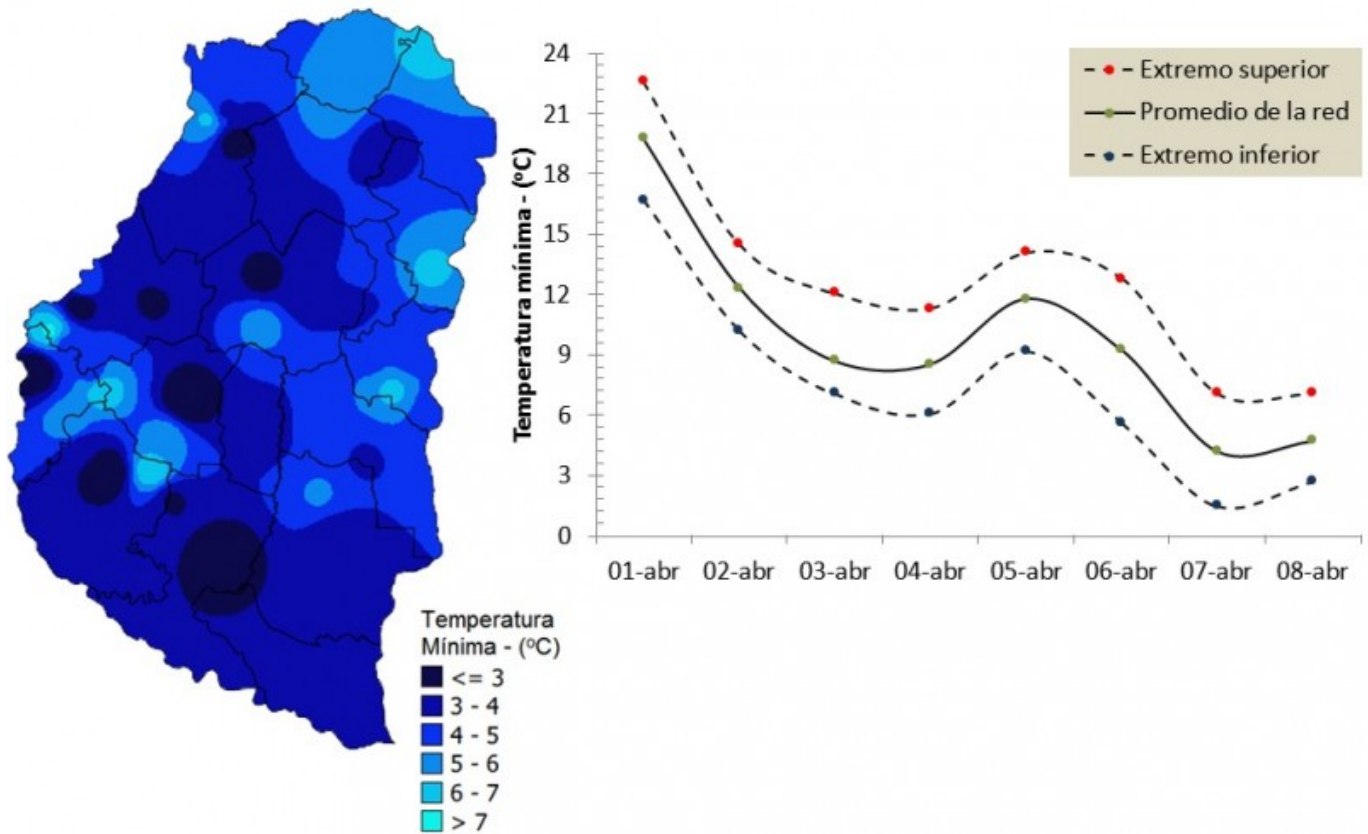 Temperatura
Mínima - (ºC)
<= 3
3 - 4
4 - 5
5 - 6
6 - 7
> 7
Temperatura mínima - (ºC)
24
21
18
15
12
9
6
3
0
01-abr 02-abr 03-abr 04-abr 05-abr 06-abr 07-abr 08-abr
Extremo superior
Promedio de la red
Extremo inferior